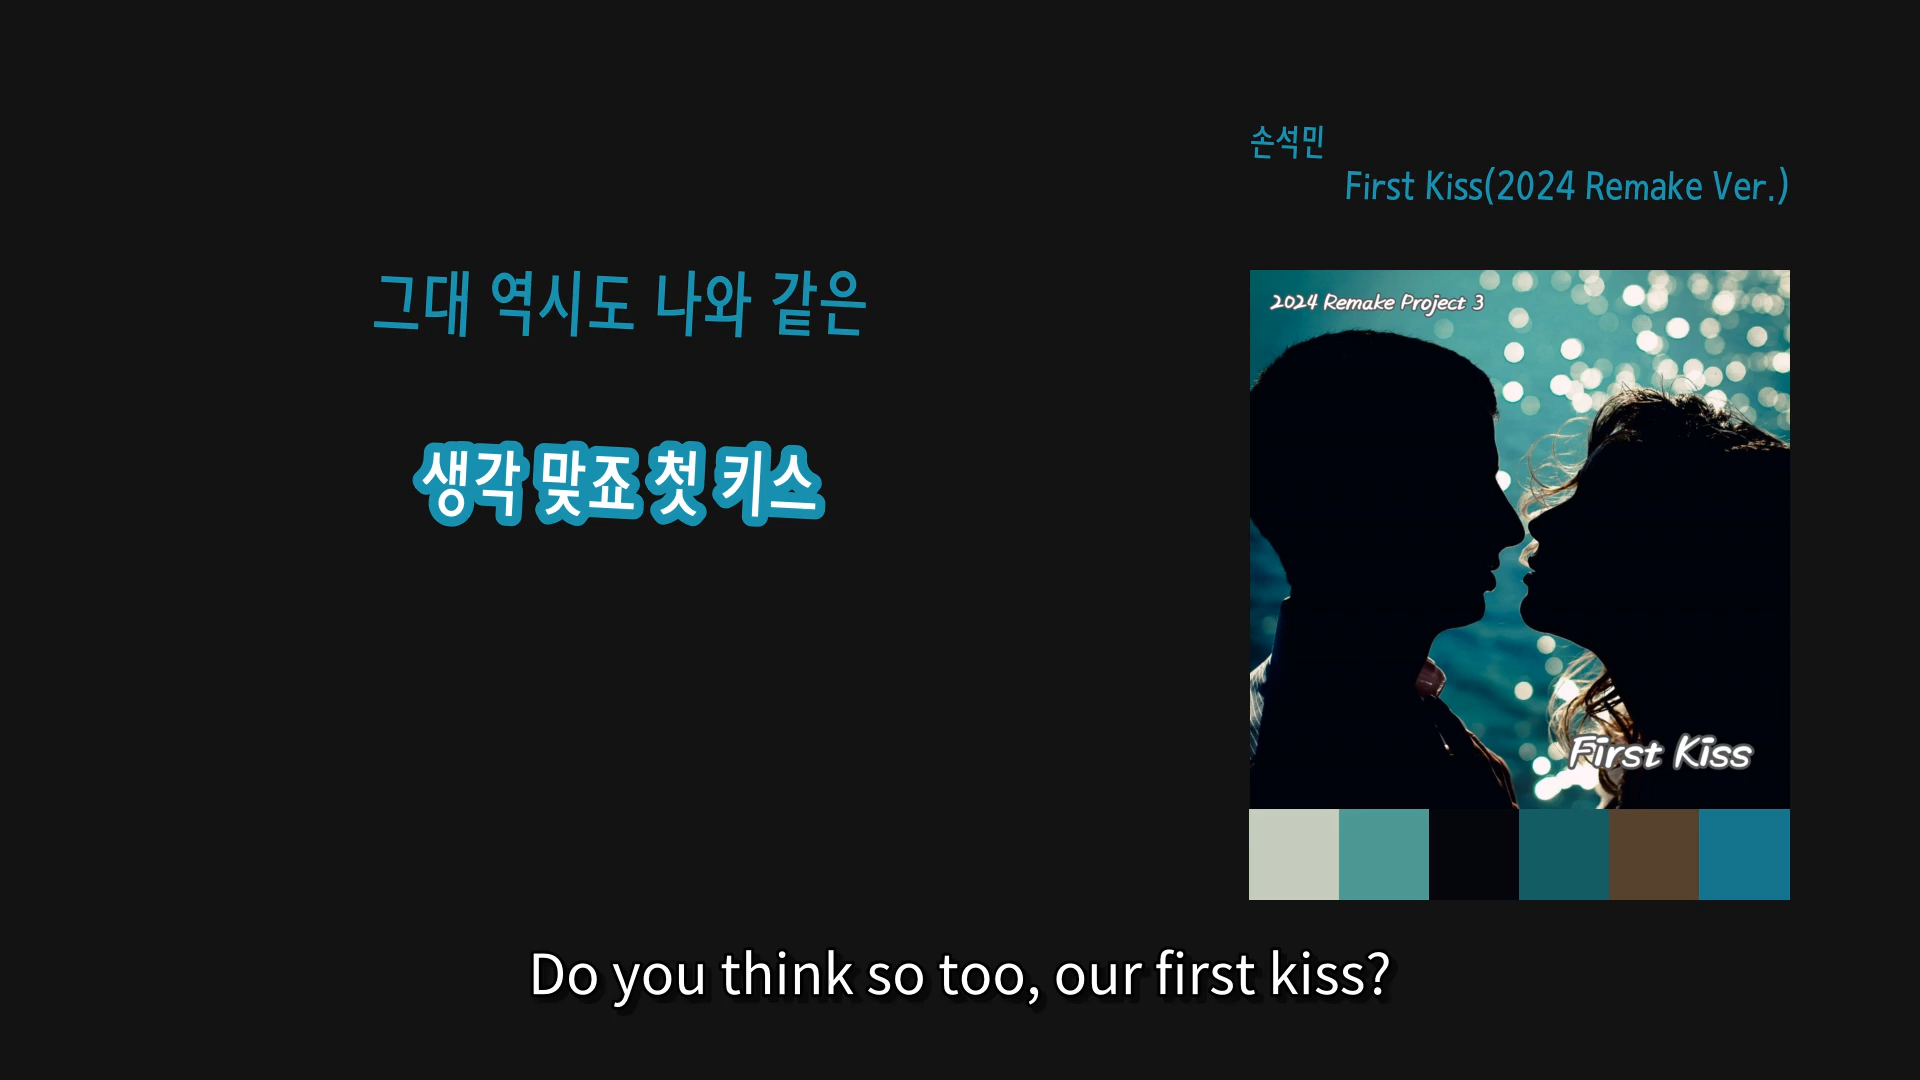 손석민
First Kiss(2024 Remake Ver.)
그대 역시도 나와 같은
생각 맞죠 첫 키스
2024 Remake Project 3
First Kiss
Do you think so too, our first kiss?